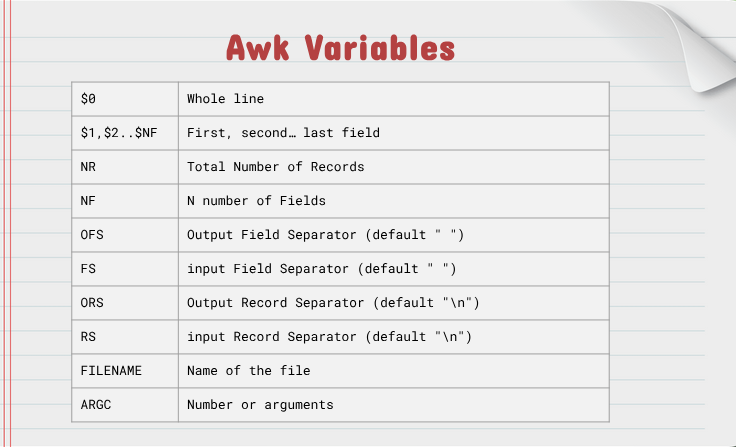 Awk Variables
$0 Whole line
$1,$2..$NF First, second… last field
NR Total Number of Records
NF N number of Fields
OFS Output Field Separator (default " ")
FS input Field Separator (default " ")
ORS Output Record Separator (default "\n")
RS input Record Separator (default "\n")
FILENAME Name of the file
ARGC Number or arguments